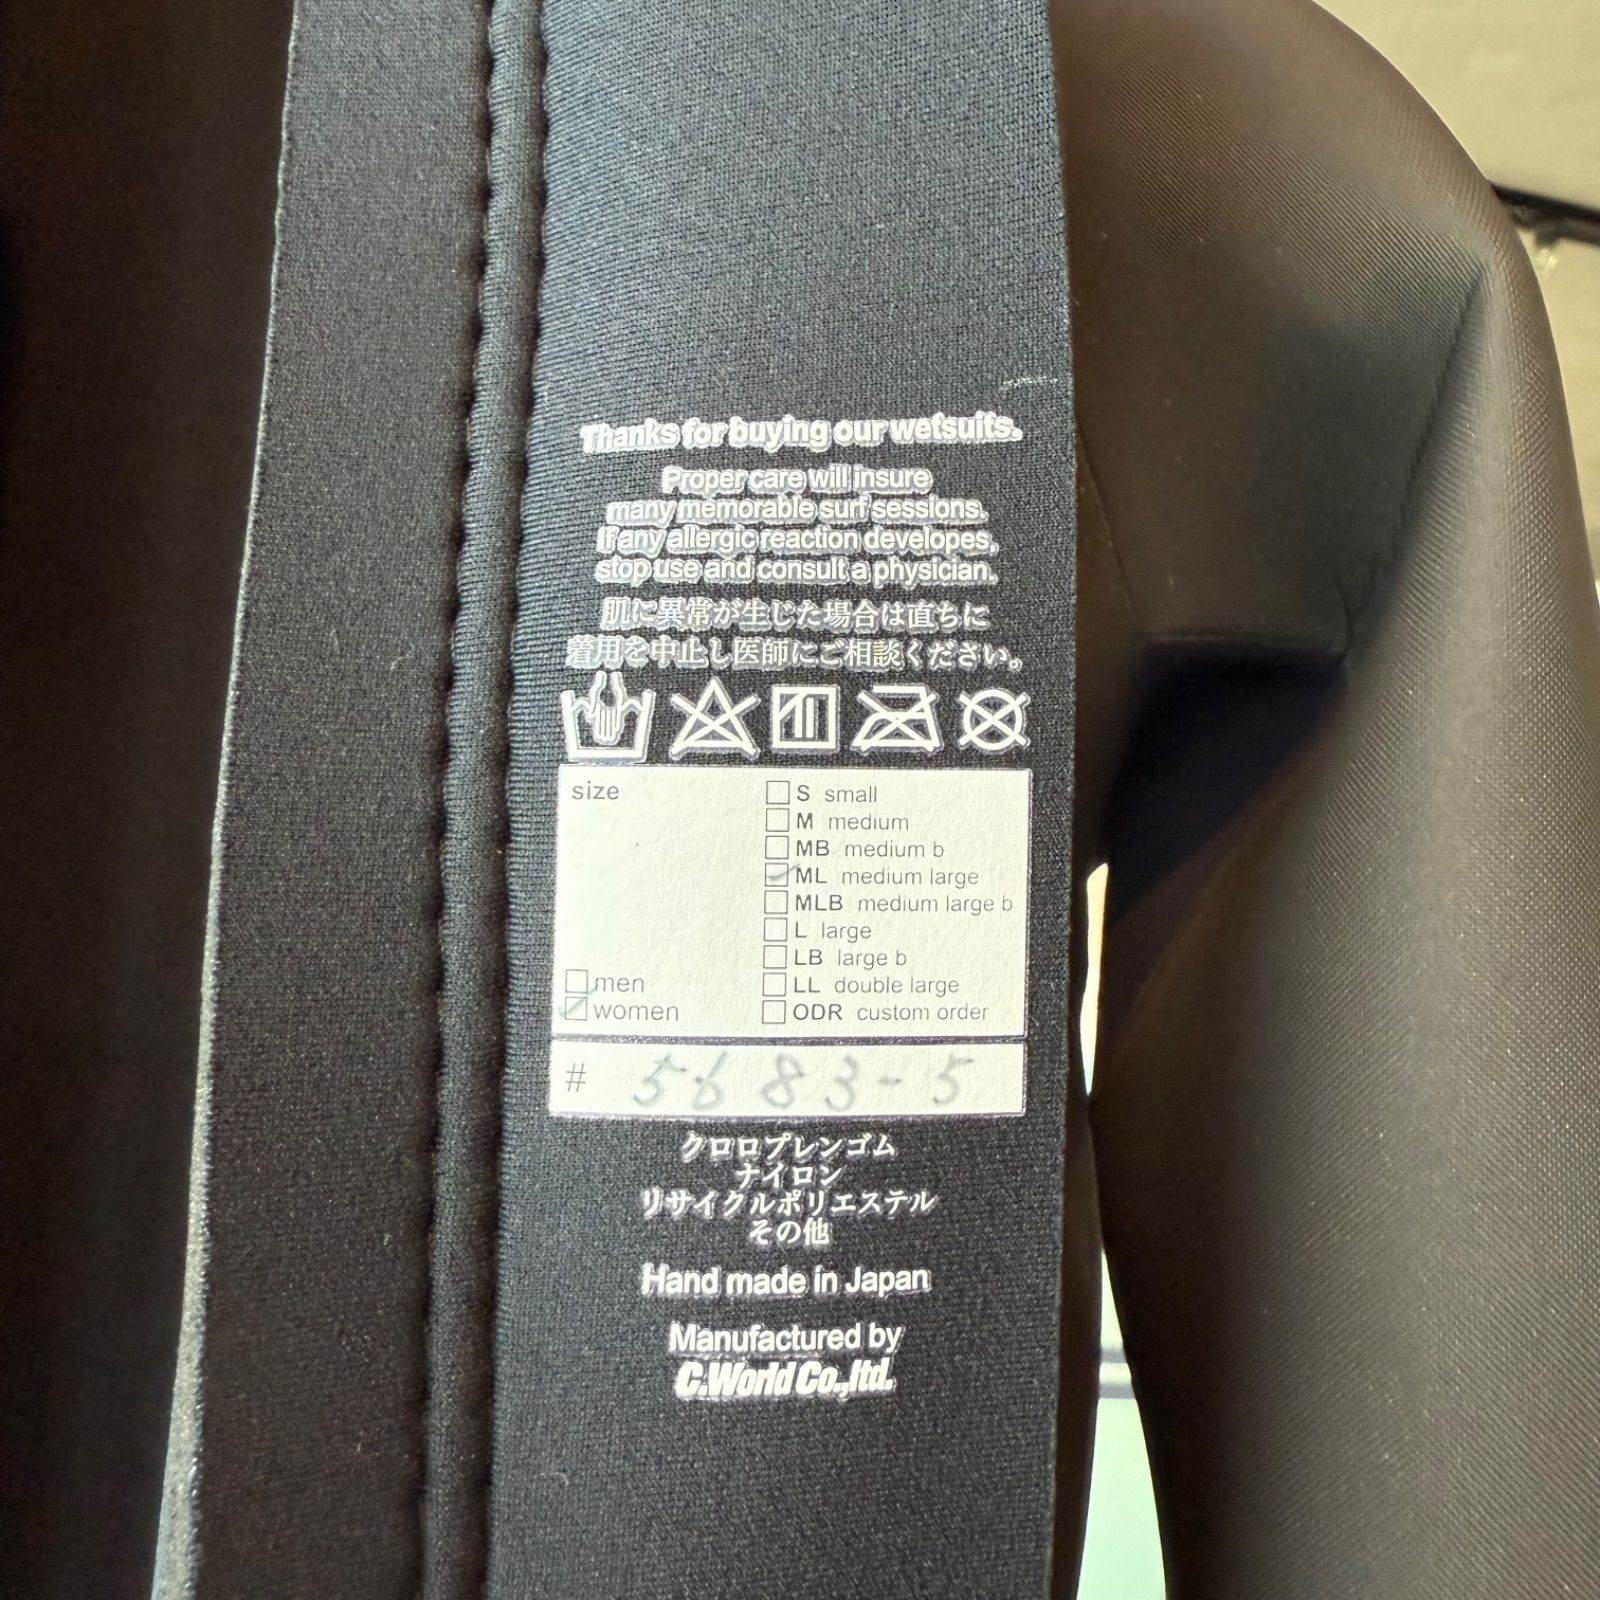 Thanks for buying our wetsuits.
Proper care will insure
many memorable surf sessions.
If any allergic reaction developes,
stop use and consult a physician.
肌に異常が生じた場合は直ちに
着用を中止し医師にご相談ください。
size
S small
M medium
MB medium b
ML medium large
MLB medium large b
L large
LB large b
men
LL double large
women
ODR custom order
# 5683-5
クロロプレンゴム
ナイロン
リサイクルポリエステル
その他
Hand made in Japan
Manufactured by
C.World Co.,ltd.